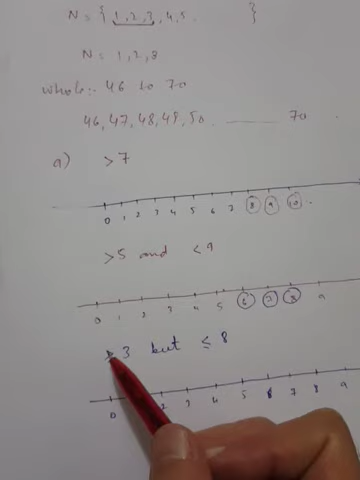 N = { 1, 2, 3, 4, 5. }
N = 1, 2, 3
whole:- 46 to 70
46, 47, 48, 49, 50. 70 .
a) >7
0 1 2 3 4 5 6 7 8 9 10 ..
>5 and <9
0 1 2 3 4 5 6 7 8 9
3 but ≤ 8
0 2 3 4 5 6 7 8 9